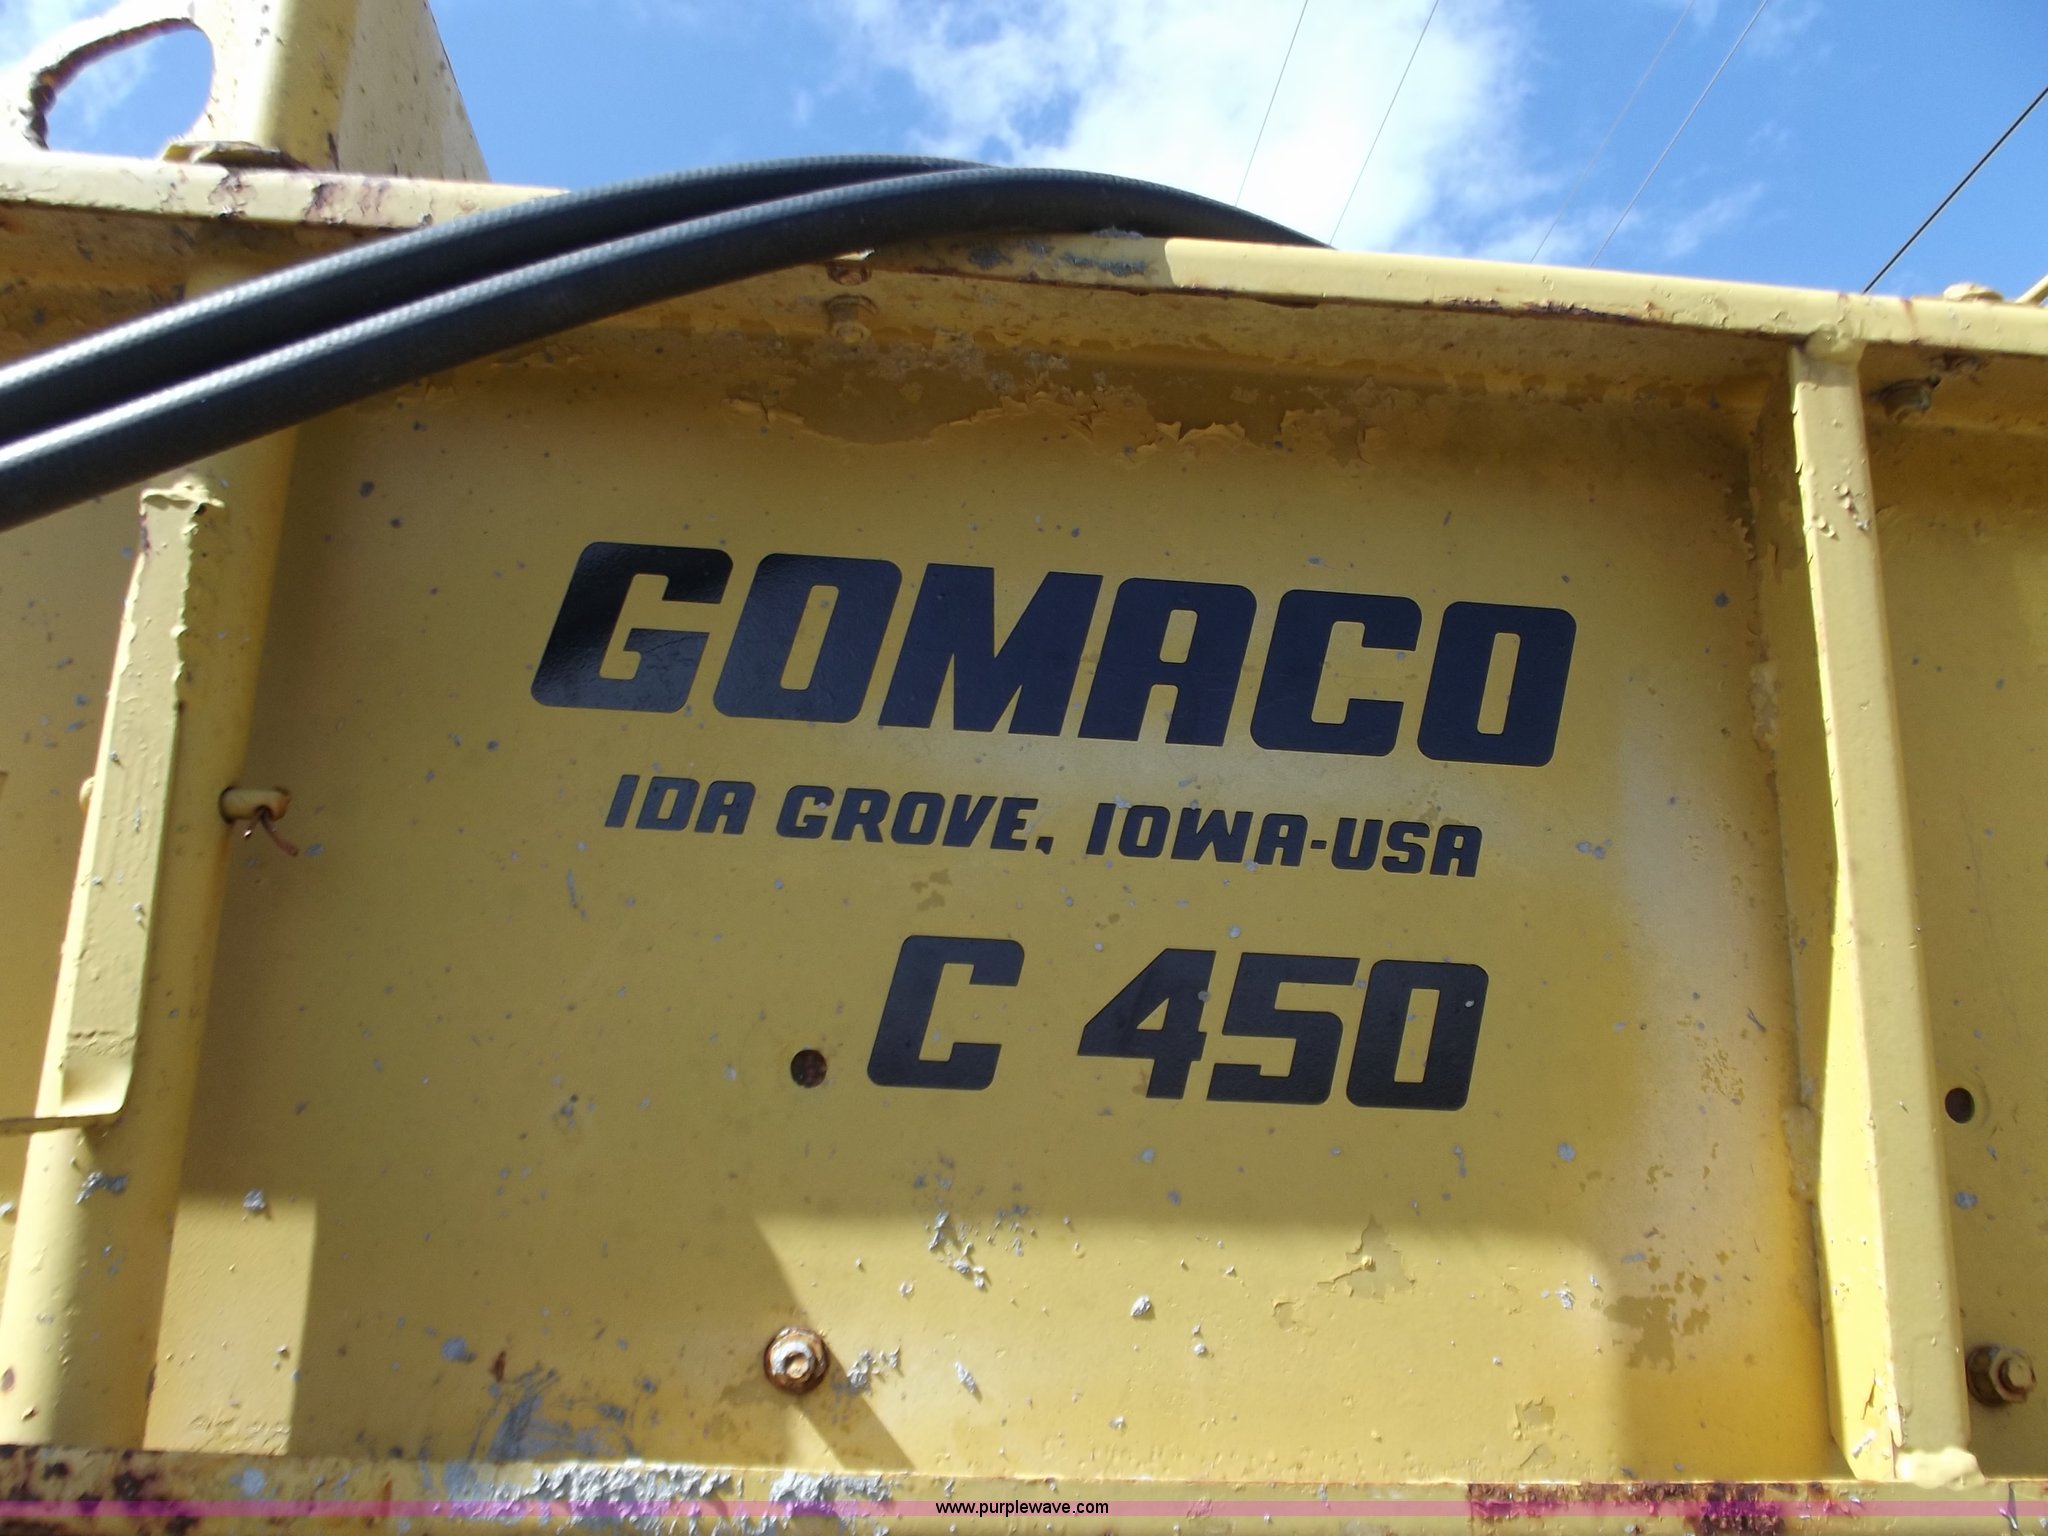 GOMACO
IDA GROVE, IOWA-USA
C 450
www.purplewave.com